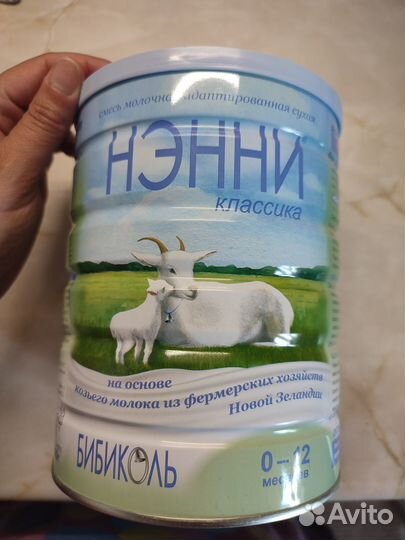 смесь молочная адаптированная сухая
НЭННИ
классика
на основе
козьего молока из фермерских хозяйств
Новой Зеландии
БИБИКОЛЬ
0–12
месяцев
Avito